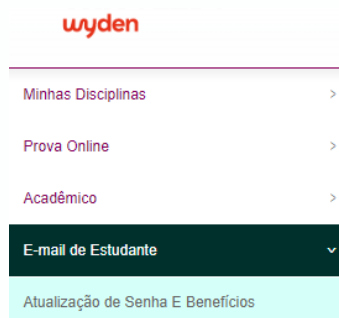 wyden
Minhas Disciplinas
Prova Online
Acadêmico
E-mail de Estudante
Atualização de Senha E Benefícios